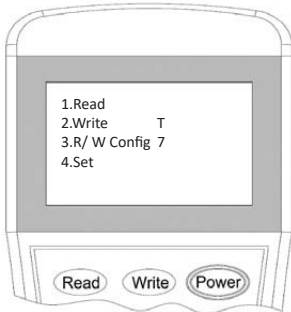 1.Read
2.Write T
3.R/ W Config 7
4.Set
Read Write Power